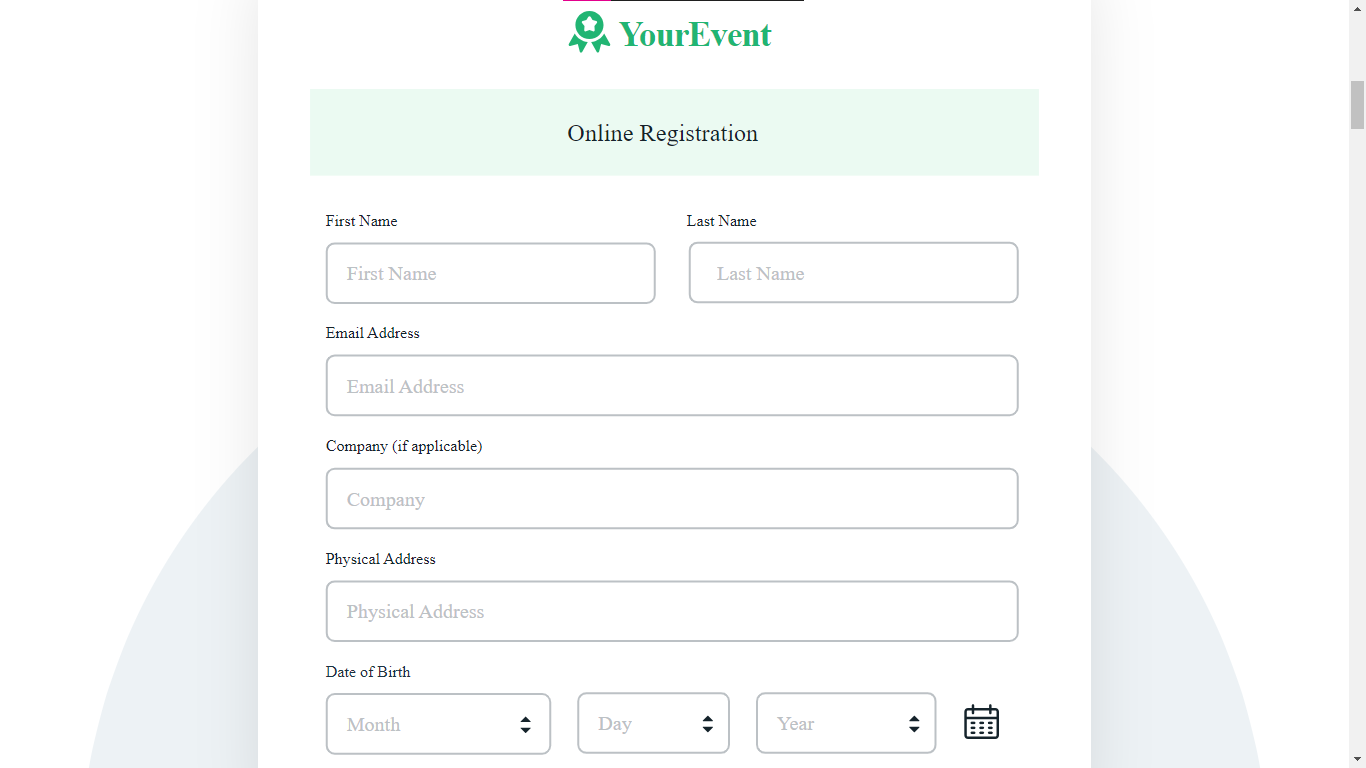 YourEvent
Online Registration
First Name
Last Name
First Name
Last Name
Email Address
Email Address
Company (if applicable)
Company
Physical Address
Physical Address
Date of Birth
Month
Day
Year